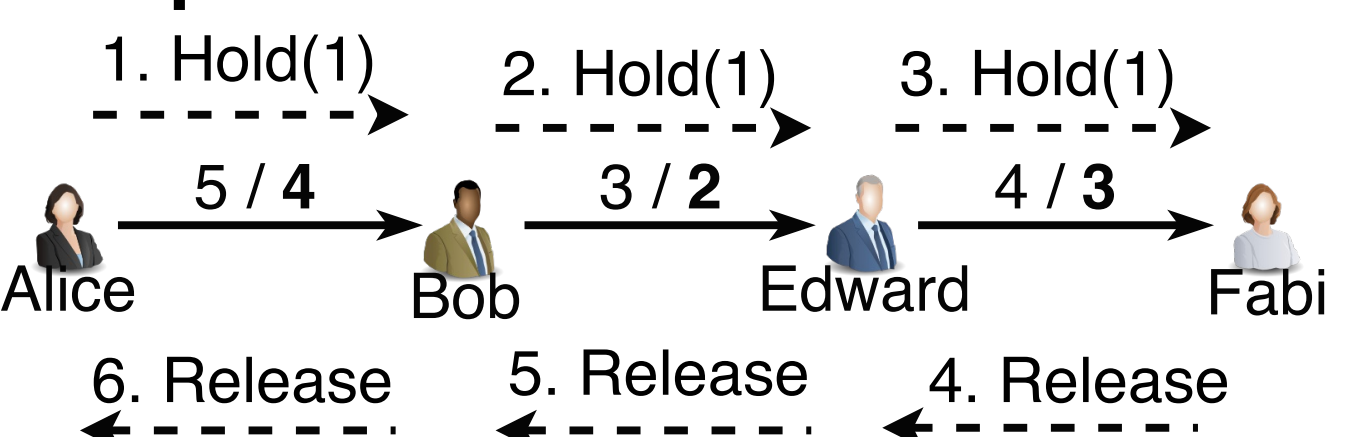 1. Hold(1) 2. Hold(1) 3. Hold(1)
5 / 4 3 / 2 4 / 3
Alice Bob Edward Fabi
6. Release 5. Release 4. Release